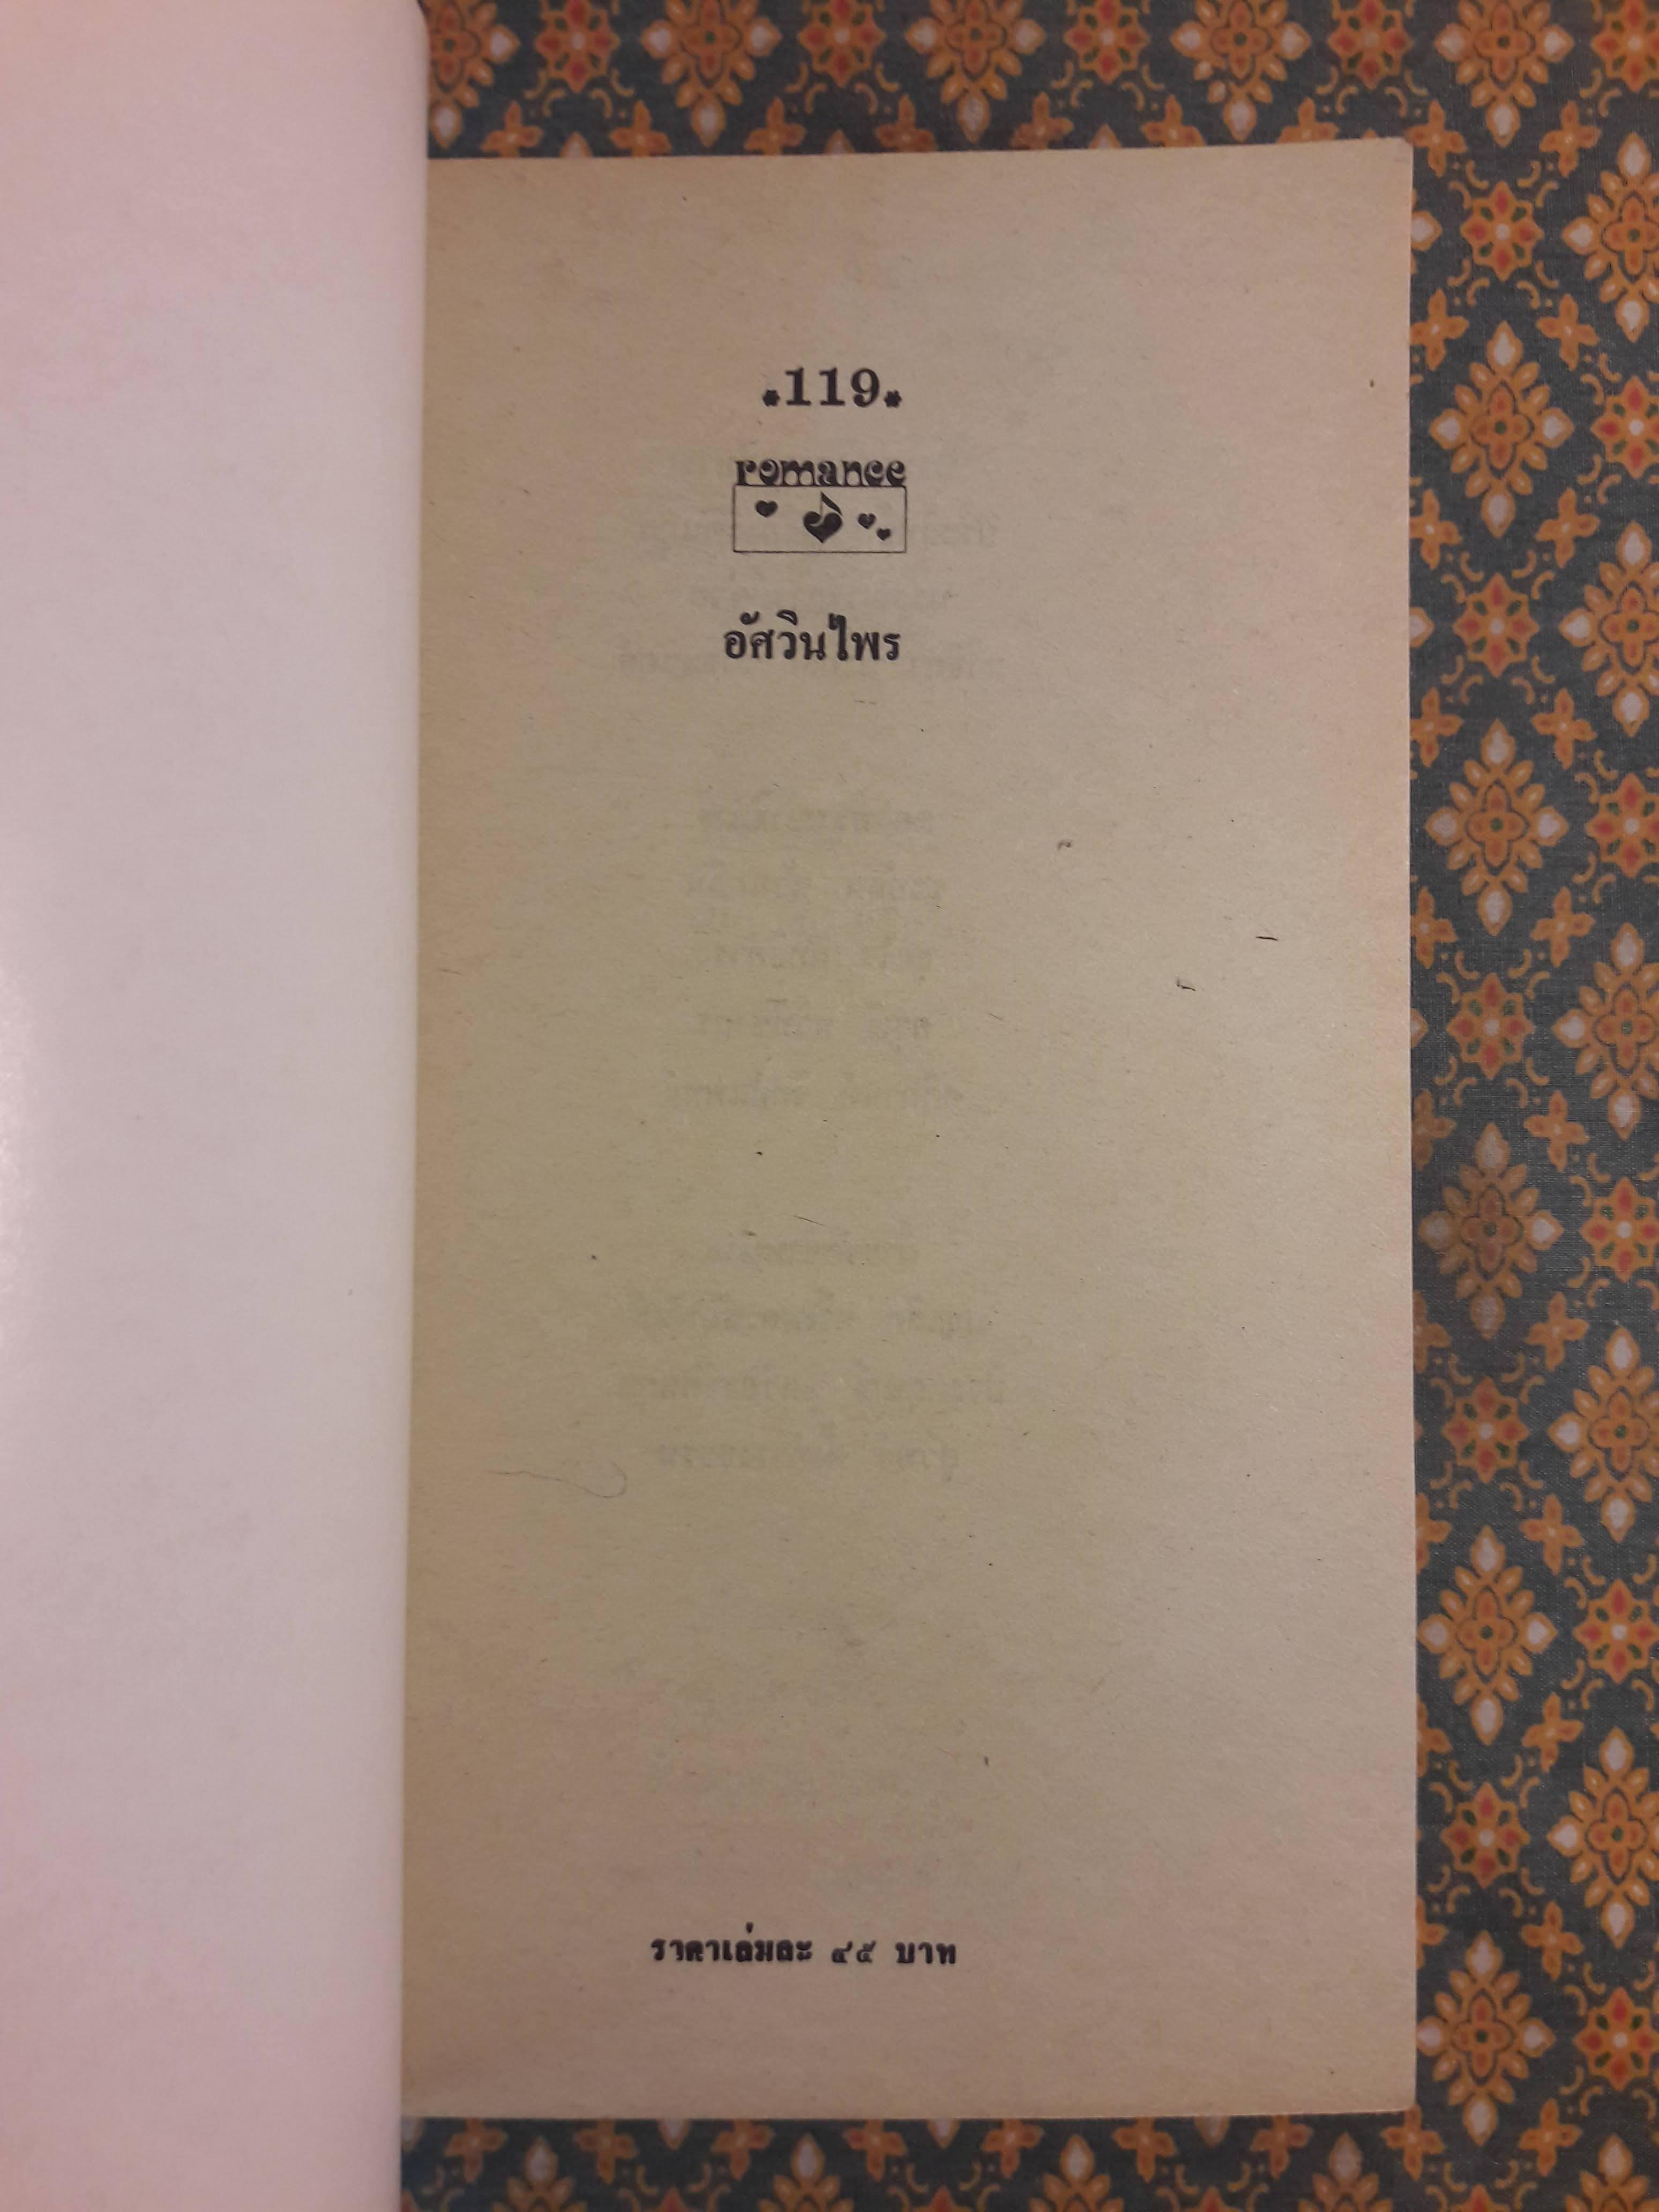 *119*
romance
อัศวินไพร
ราคาเล่มละ ๔๕ บาท